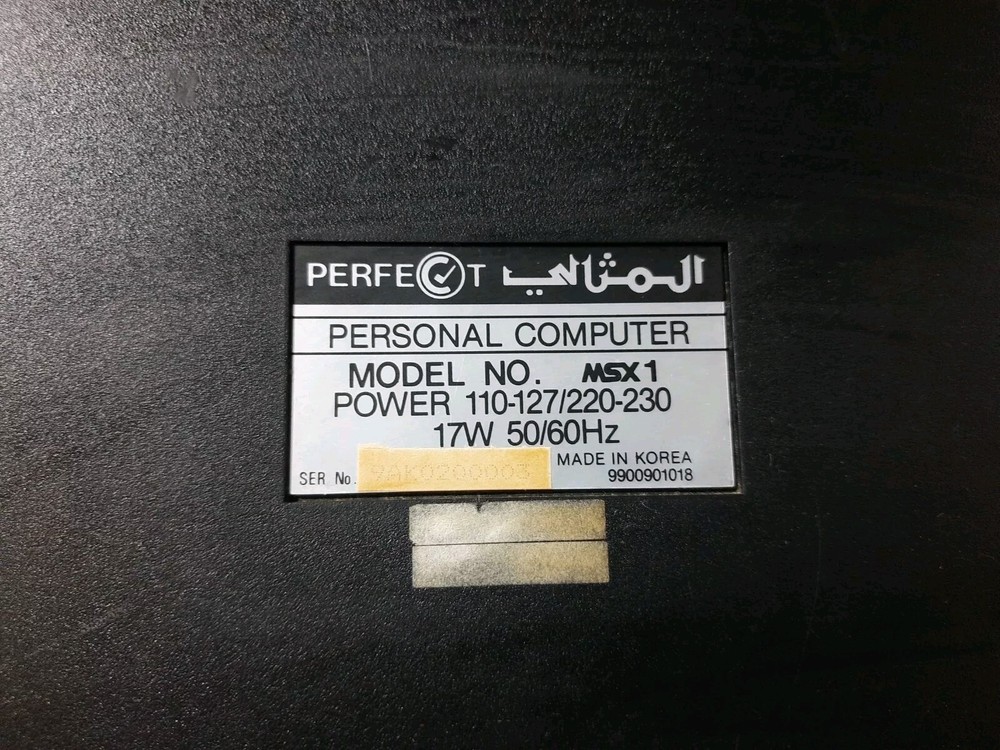 PERFECT المثالي
PERSONAL COMPUTER
MODEL NO. MSX1
POWER 110-127/220-230
17W 50/60Hz
MADE IN KOREA
SER No. 9AK0200003 9900901018